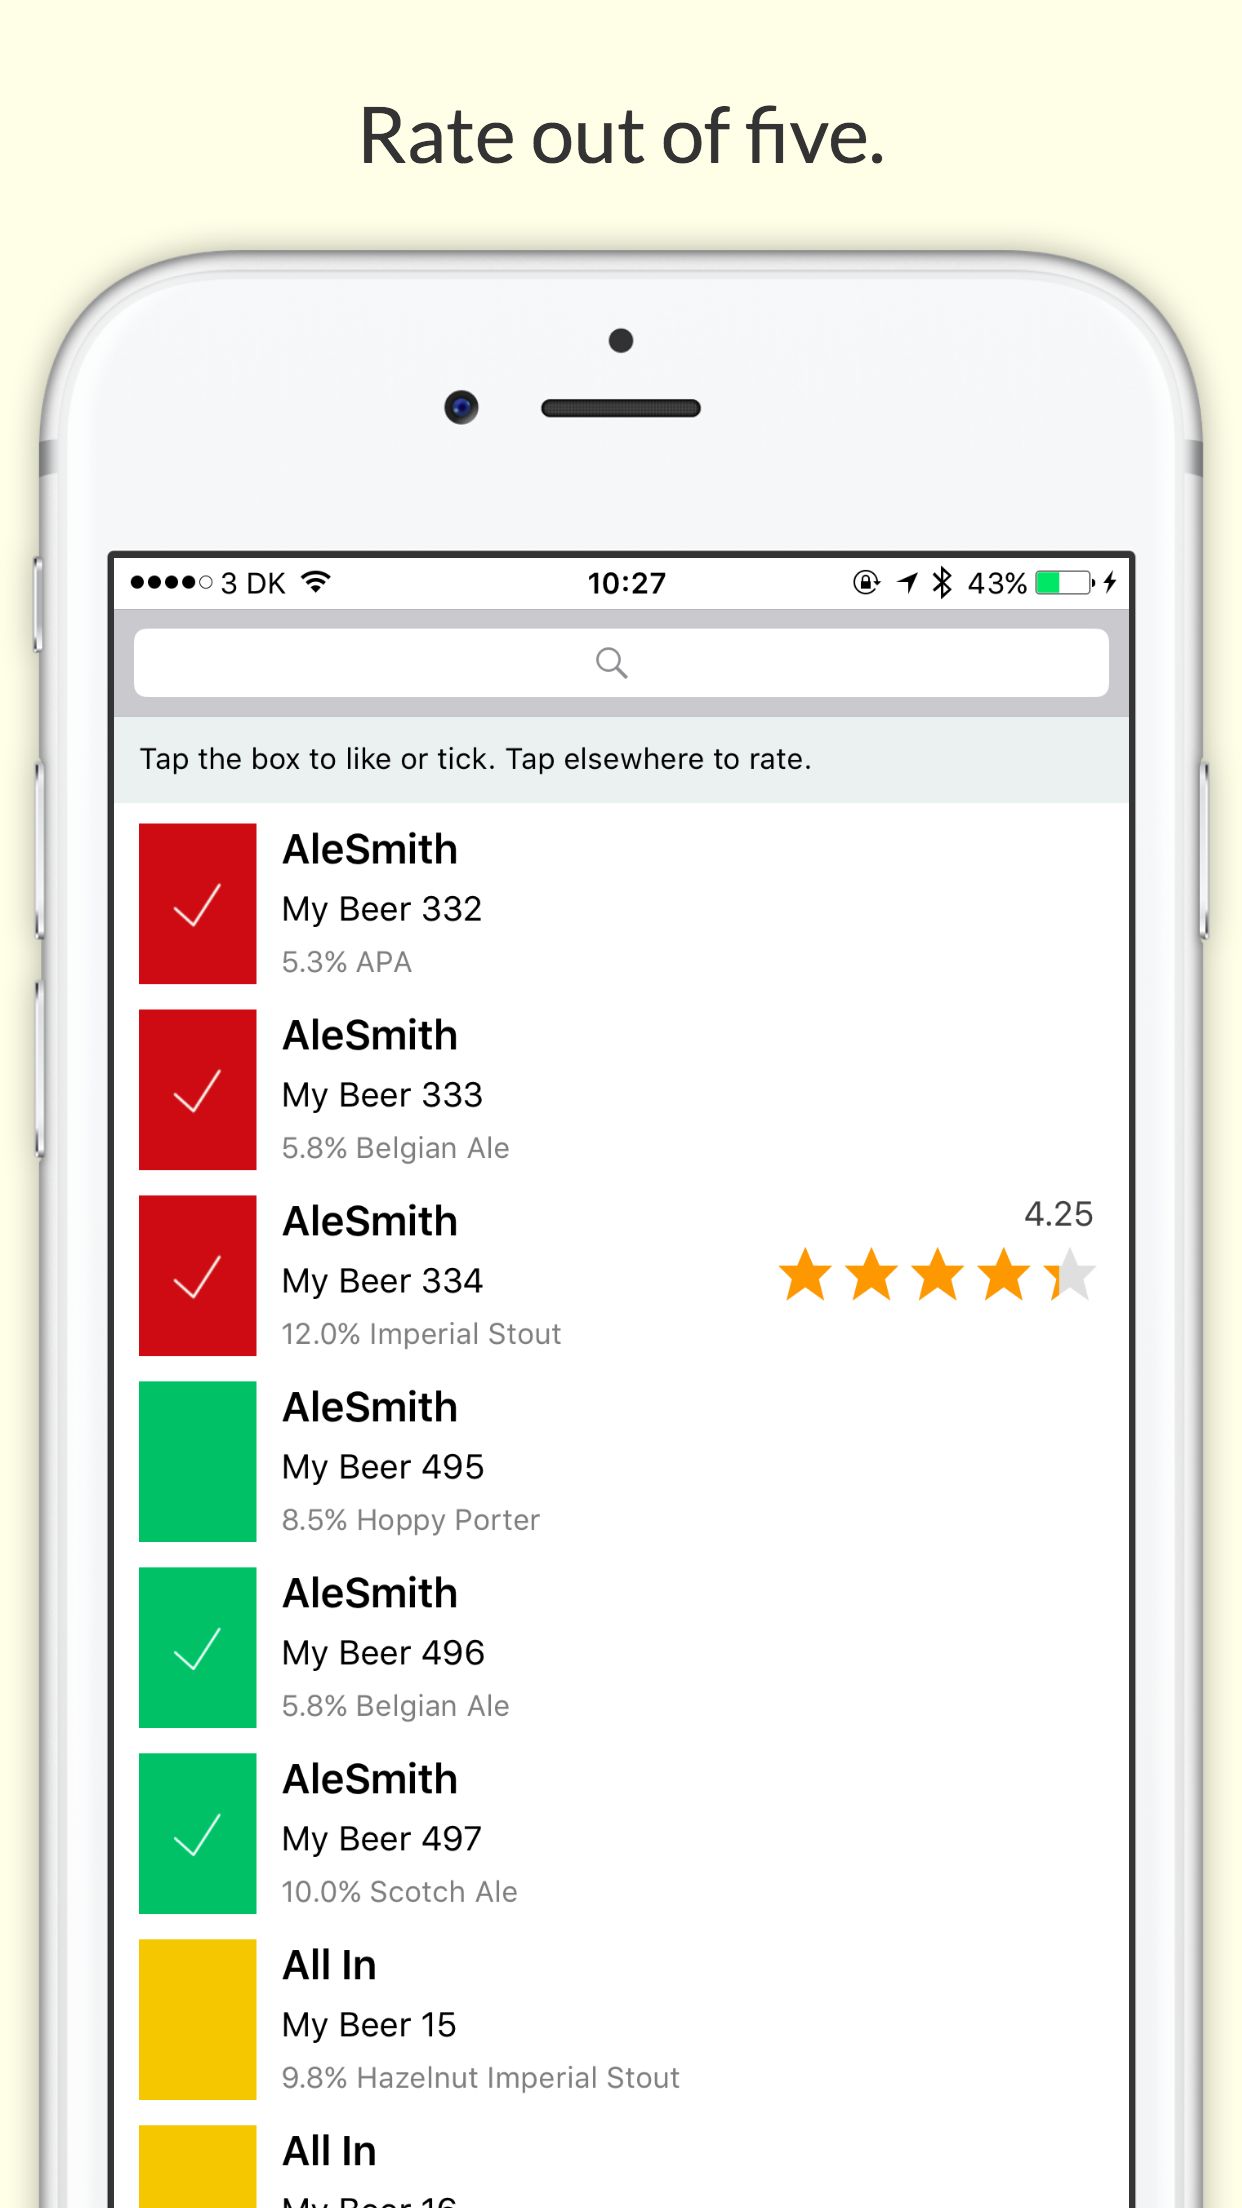 Rate out of five.
3 DK 10:27 43%
Tap the box to like or tick. Tap elsewhere to rate.
AleSmith
My Beer 332
5.3% APA
AleSmith
My Beer 333
5.8% Belgian Ale
AleSmith
4.25
My Beer 334
12.0% Imperial Stout
AleSmith
My Beer 495
8.5% Hoppy Porter
AleSmith
My Beer 496
5.8% Belgian Ale
AleSmith
My Beer 497
10.0% Scotch Ale
All In
My Beer 15
9.8% Hazelnut Imperial Stout
All In
My Beer 16